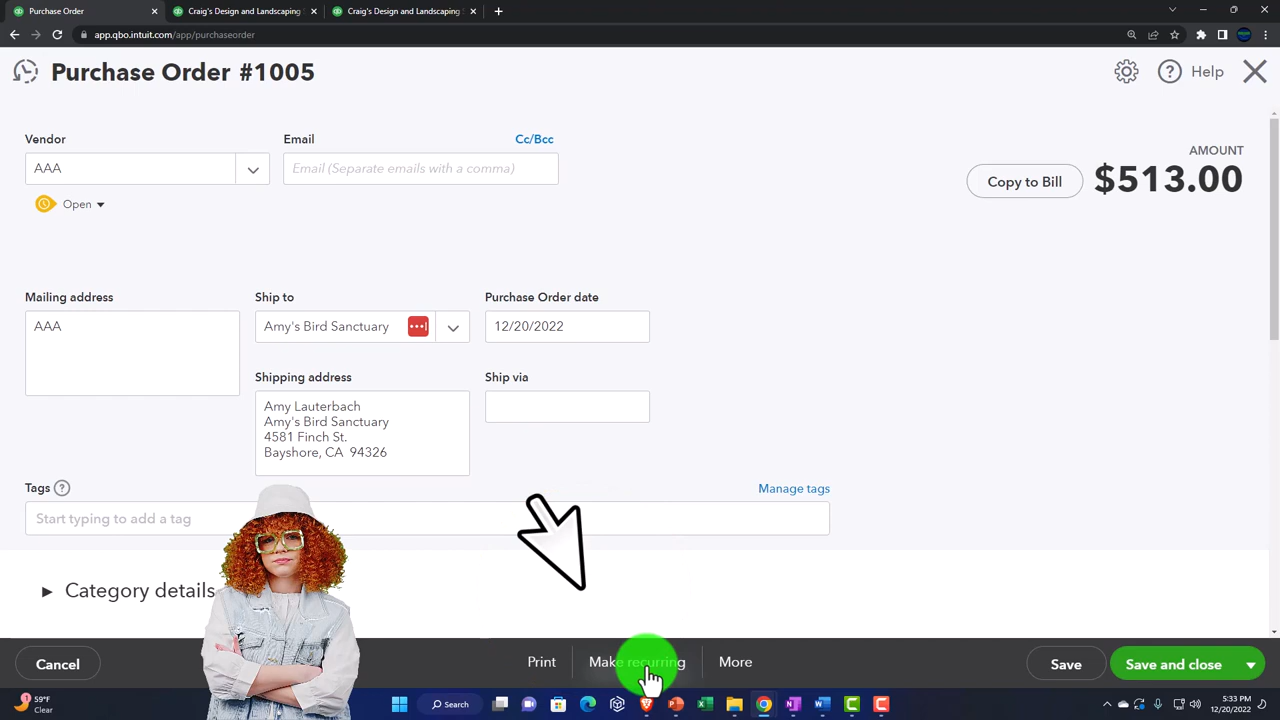 Purchase Order
Craig's Design and Landscaping S
Craig's Design and Landscaping S
app.qbo.intuit.com/app/purchaseorder
Purchase Order #1005
Help
Vendor
Email
Cc/Bcc
AMOUNT
AAA
Email (Separate emails with a comma)
Copy to Bill
$513.00
Open
Mailing address
Ship to
Purchase Order date
AAA
Amy's Bird Sanctuary
12/20/2022
Shipping address
Ship via
Amy Lauterbach
Amy's Bird Sanctuary
4581 Finch St.
Bayshore, CA 94326
Tags
Manage tags
Start typing to add a tag
Category details
Cancel
Print
Make recurring
More
Save
Save and close
59°F
Clear
Search
5:33 PM
12/20/2022